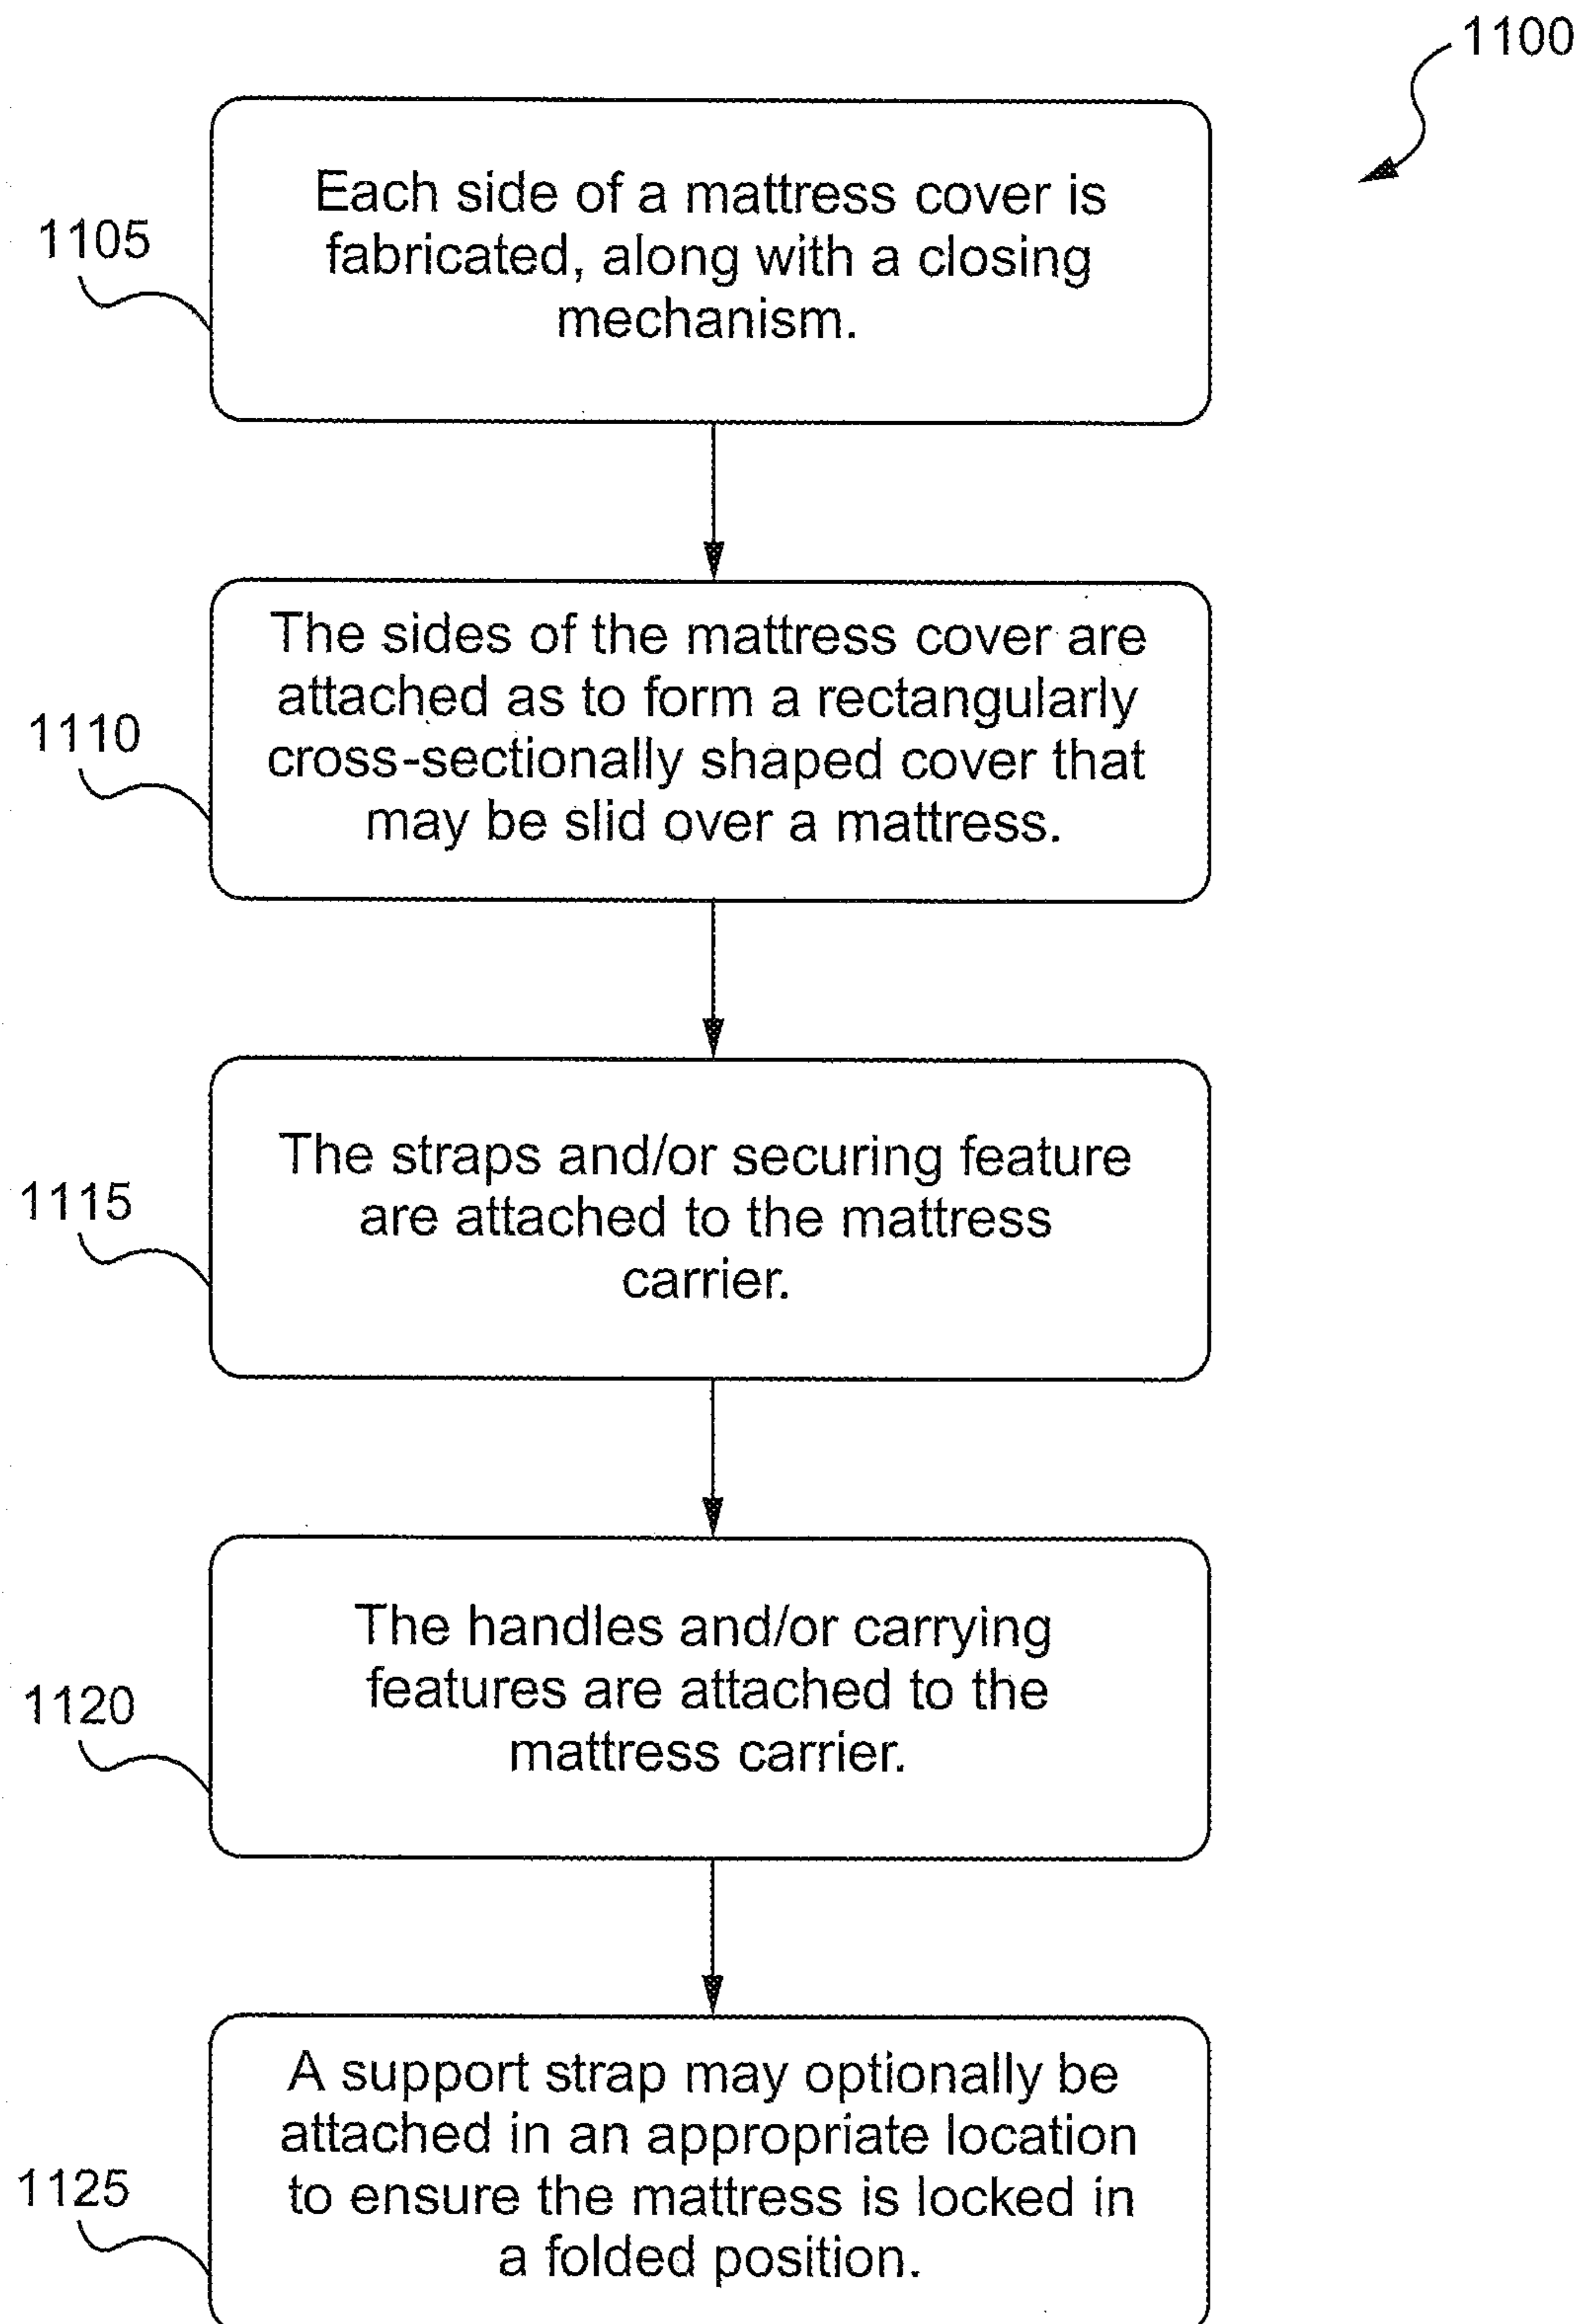 1100
1105
Each side of a mattress cover is
fabricated, along with a closing
mechanism.
1110
The sides of the mattress cover are
attached as to form a rectangularly
cross-sectionally shaped cover that
may be slid over a mattress.
1115
The straps and/or securing feature
are attached to the mattress
carrier.
1120
The handles and/or carrying
features are attached to the
mattress carrier.
1125
A support strap may optionally be
attached in an appropriate location
to ensure the mattress is locked in
a folded position.